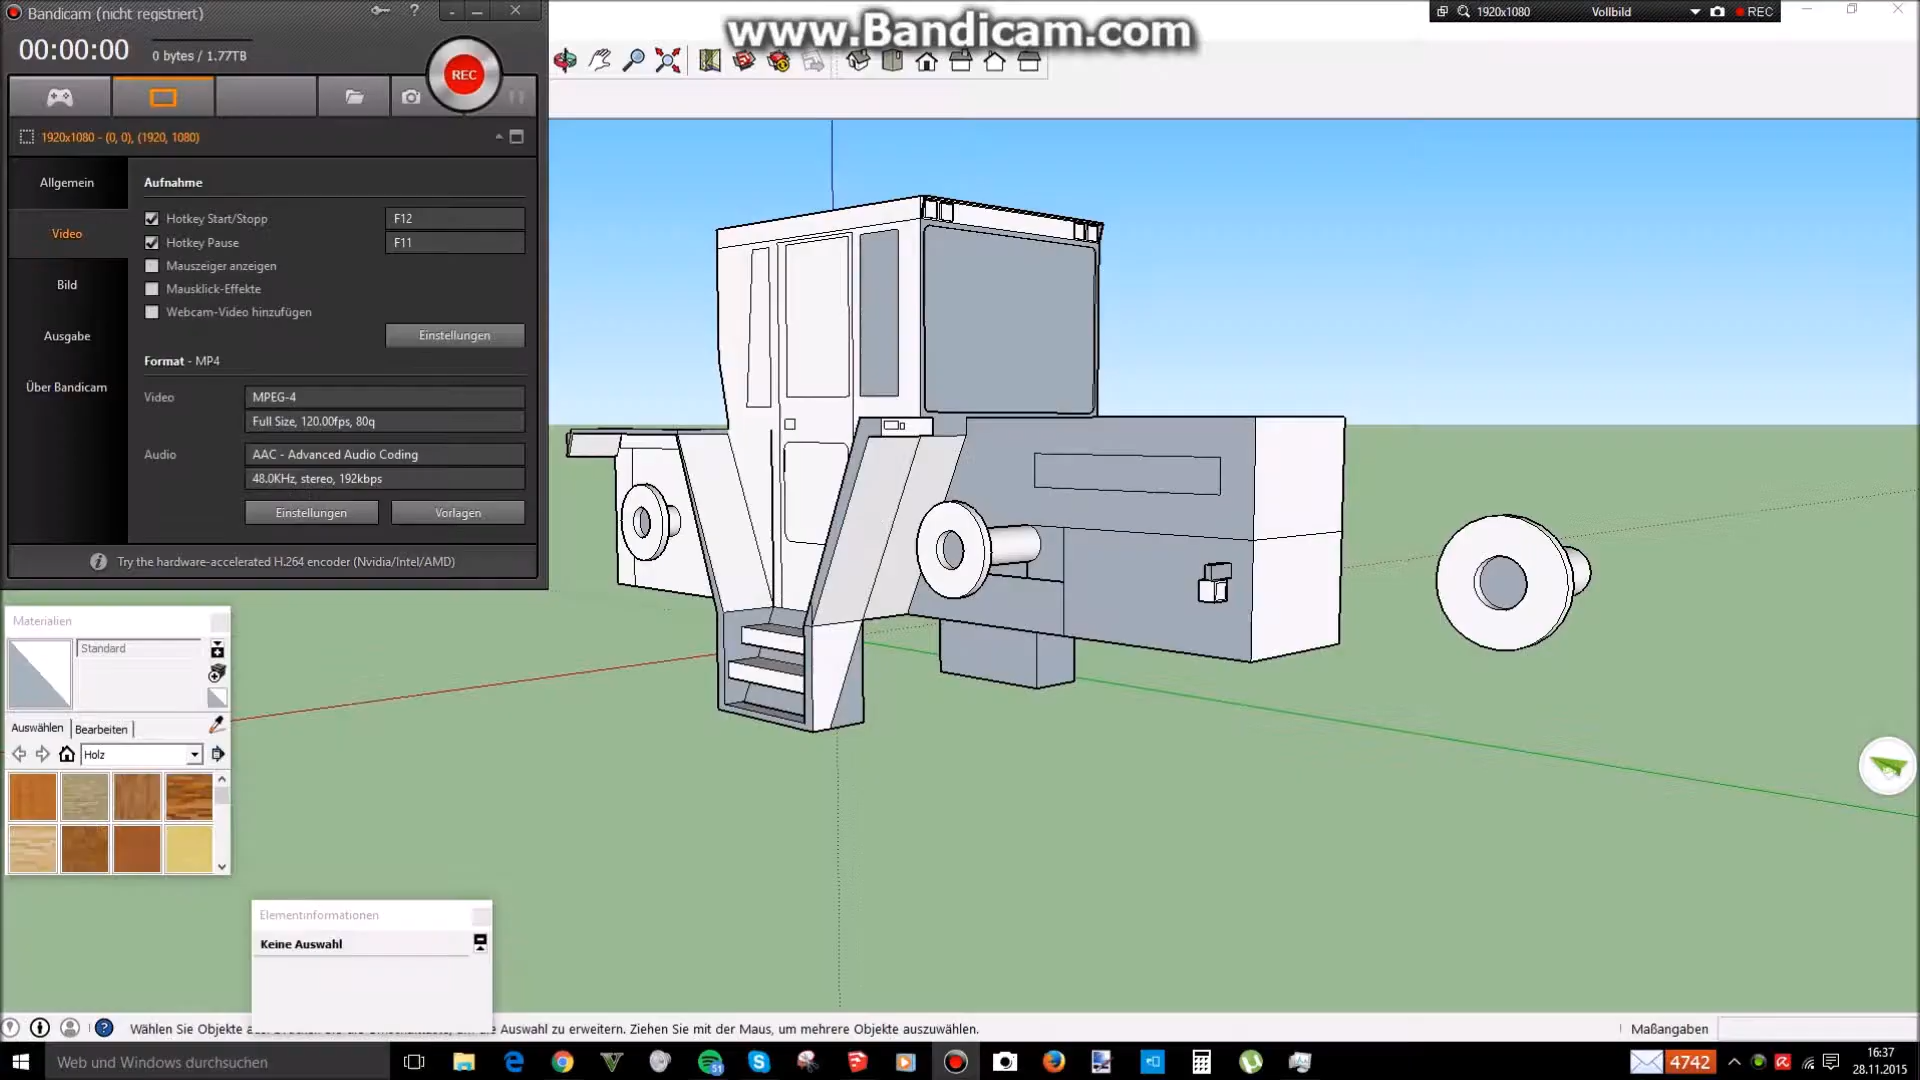 Bandicam (nicht registriert)
?
www.Bandicam.com
1920x1080
Vollbild
REC
00:00:00
0 bytes / 1.77TB
REC
1920x1080 - (0, 0), (1920, 1080)
Allgemein
Video
Bild
Ausgabe
Über Bandicam
Aufnahme
Hotkey Start/Stopp
F12
Hotkey Pause
F11
Mauszeiger anzeigen
Mausklick-Effekte
Webcam-Video hinzufügen
Einstellungen
Format - MP4
Video
MPEG-4
Full Size, 120.00fps, 80q
Audio
AAC - Advanced Audio Coding
48.0KHz, stereo, 192kbps
Einstellungen
Vorlagen
Try the hardware-accelerated H.264 encoder (Nvidia/Intel/AMD)
Materialien
Standard
Auswählen
Bearbeiten
Holz
Elementinformationen
Keine Auswahl
Wählen Sie Objekte
die Auswahl zu erweitern. Ziehen Sie mit der Maus, um mehrere Objekte auszuwählen.
Maßangaben
Web und Windows durchsuchen
51
4742
16:37
28.11.2015